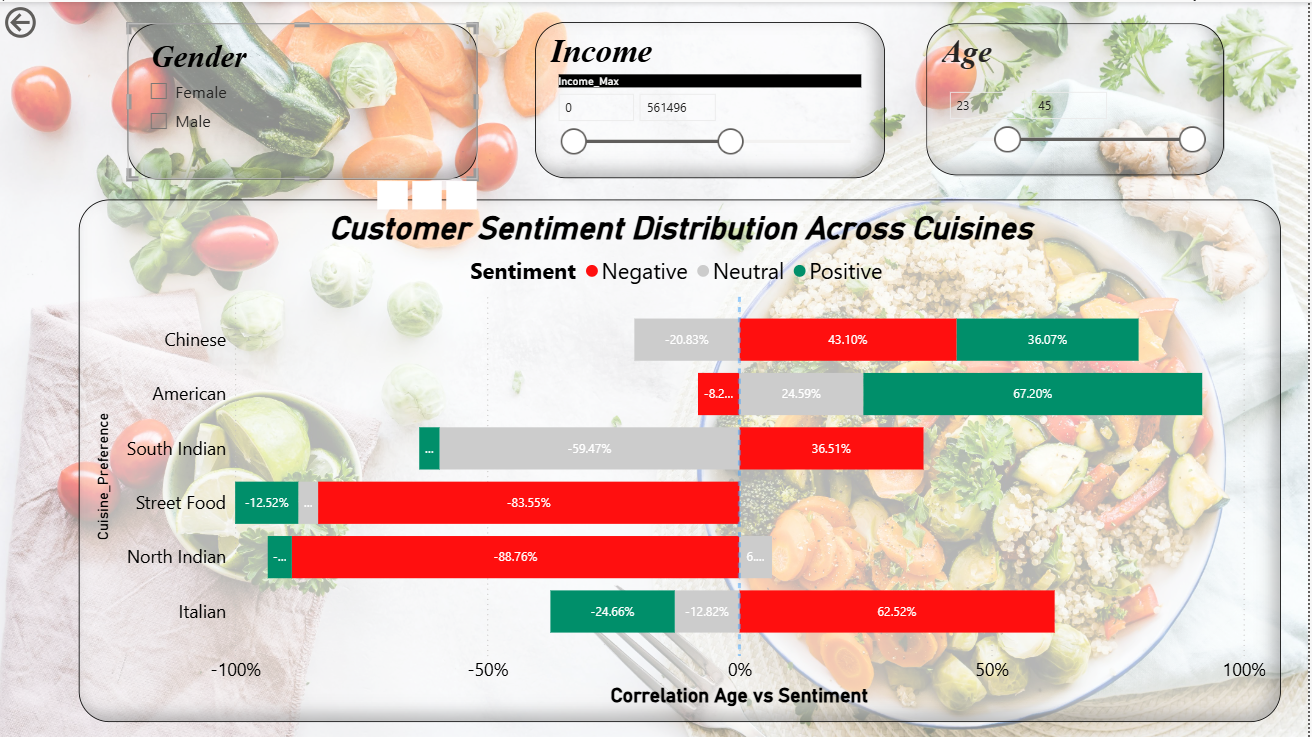 Gender
Female
Male
Income
Income_Max
0 561496
Age
23 45
Customer Sentiment Distribution Across Cuisines
Sentiment Negative Neutral Positive
Cuisine_Preference
Chinese -20.83% 43.10% 36.07%
American -8.2... 24.59% 67.20%
South Indian ... -59.47% 36.51%
Street Food -12.52% ... -83.55%
North Indian -... -88.76% 6....
Italian -24.66% -12.82% 62.52%
-100% -50% 0% 50% 100%
Correlation Age vs Sentiment